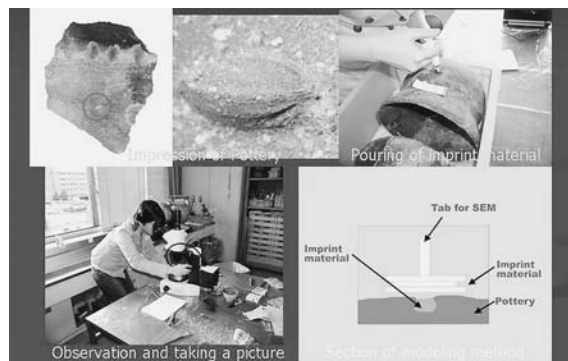 Impression of Pottery
Pouring of imprint material
Tab for SEM
Imprint
material
Imprint
material
Pottery
Observation and taking a picture
Section of modeling method